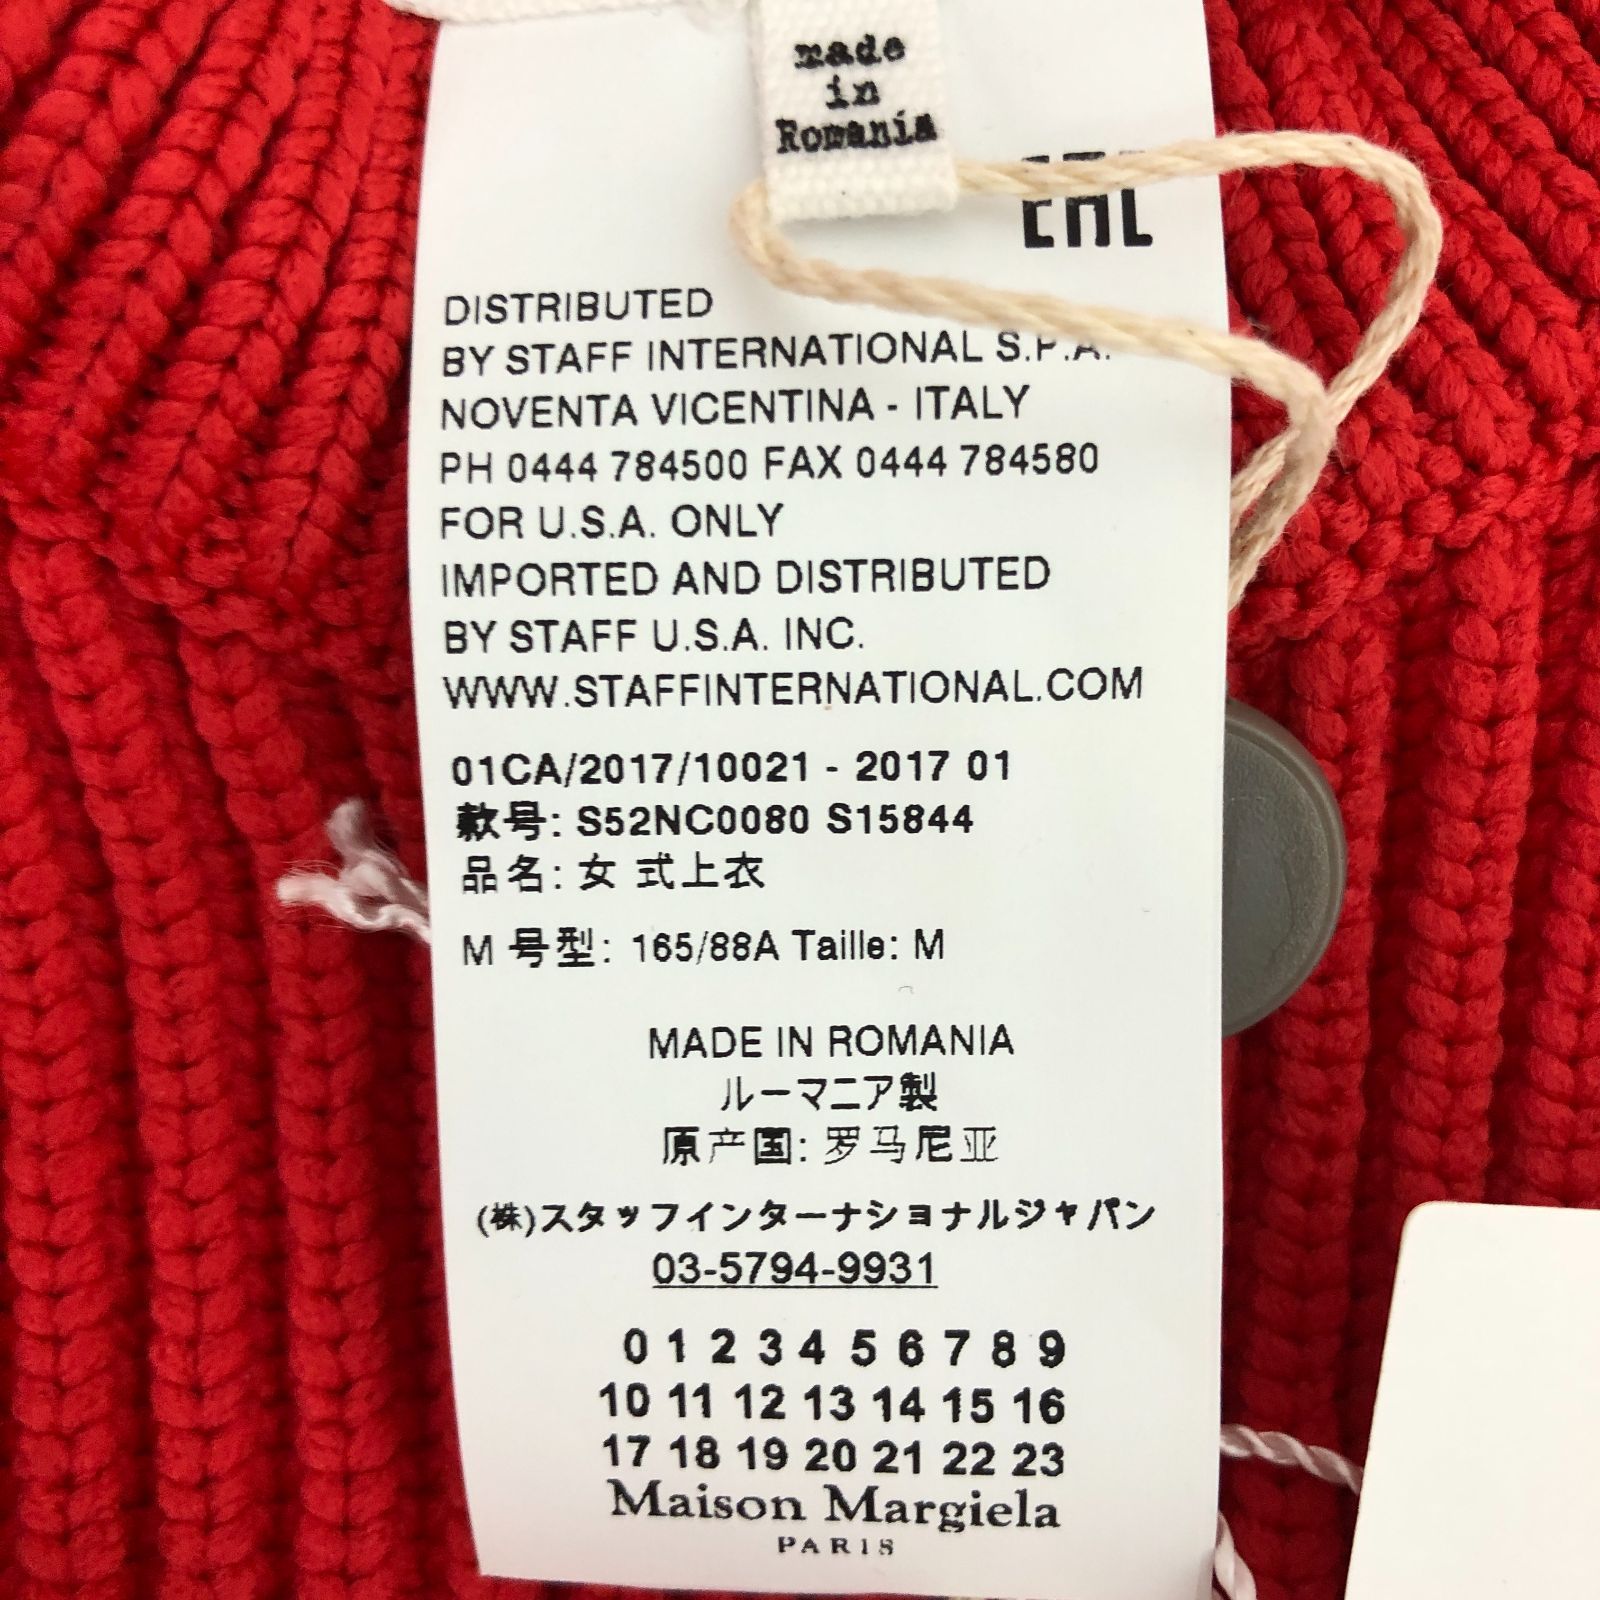 made
in
Romania
EAC
DISTRIBUTED
BY STAFF INTERNATIONAL S.P.A.
NOVENTA VICENTINA - ITALY
PH 0444 784500 FAX 0444 784580
FOR U.S.A. ONLY
IMPORTED AND DISTRIBUTED
BY STAFF U.S.A. INC.
WWW.STAFFINTERNATIONAL.COM
01CA/2017/10021 - 2017 01
款号: S52NC0080 S15844
品名: 女 式上衣
M 号型: 165/88A Taille: M
MADE IN ROMANIA
ルーマニア製
原产国: 罗马尼亚
(株)スタッフインターナショナルジャパン
03-5794-9931
0 1 2 3 4 5 6 7 8 9
10 11 12 13 14 15 16
17 18 19 20 21 22 23
Maison Margiela
PARIS